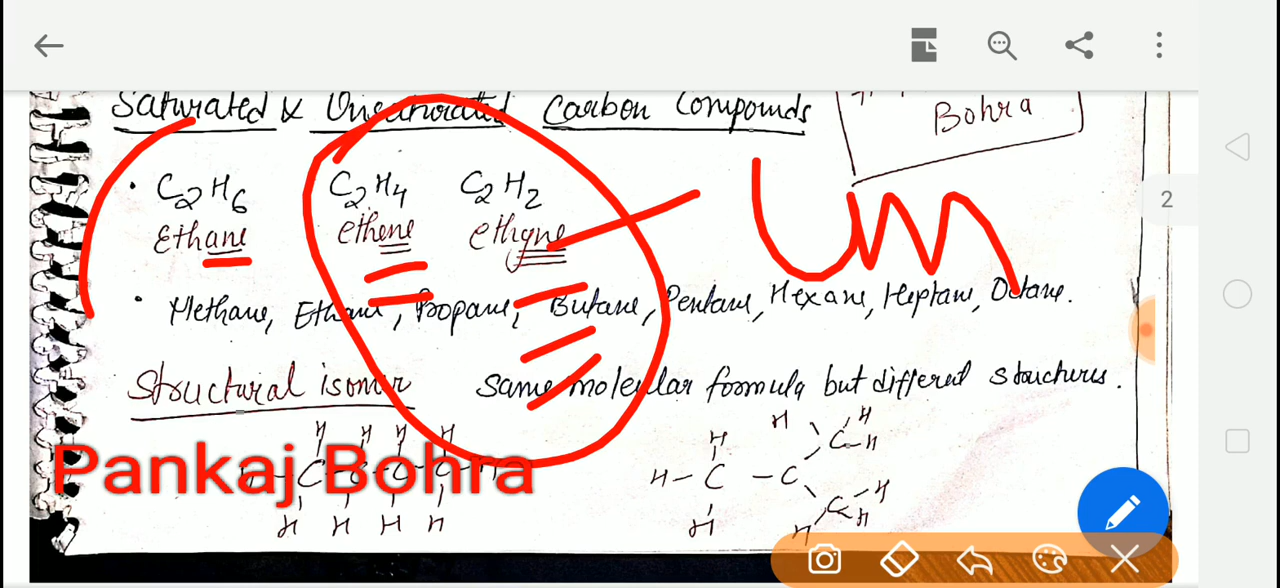 2
Saturated & Unsaturated Carbon Compounds
Bohra
• C2H6 C2H4 C2H2
Ethane ethene ethyne
Un
• Methane, Ethane, Propane, Butane, Pentane, Hexane, Heptane, Octane.
Structural isomer Same molecular formula but different structures.
H H H H
H-C-C-C-C-H
H H H H
H C-H
H
H
H-C-C
C-H
H
H
H
Pankaj Bohra